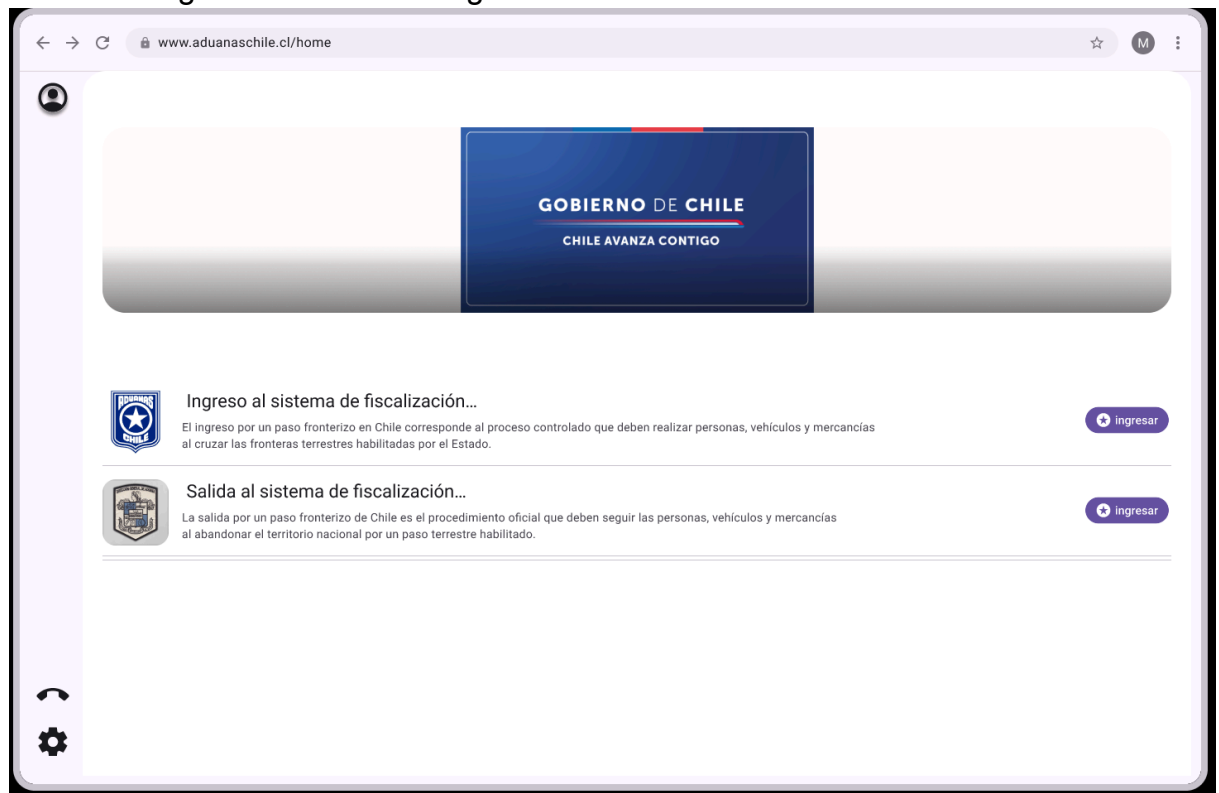 www.aduanaschile.cl/home
M
GOBIERNO DE CHILE
CHILE AVANZA CONTIGO
ADUANAS
CHILE
Ingreso al sistema de fiscalización...
El ingreso por un paso fronterizo en Chile corresponde al proceso controlado que deben realizar personas, vehículos y mercancías
al cruzar las fronteras terrestres habilitadas por el Estado.
ingresar
Salida al sistema de fiscalización...
La salida por un paso fronterizo de Chile es el procedimiento oficial que deben seguir las personas, vehículos y mercancías
al abandonar el territorio nacional por un paso terrestre habilitado.
ingresar